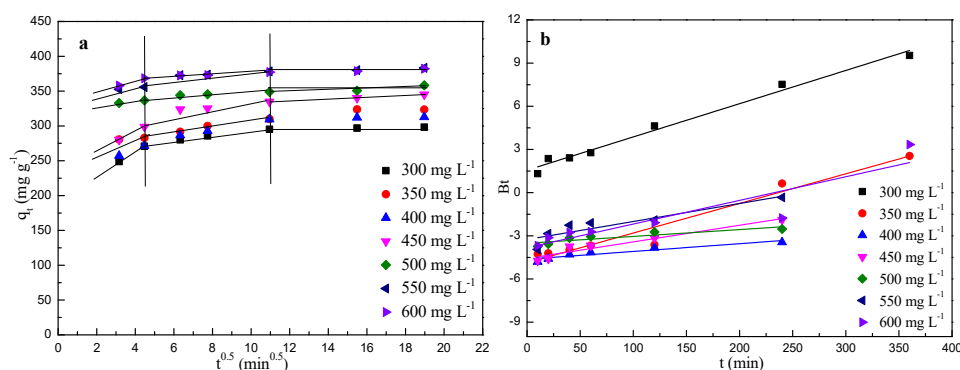 a
450
400
350
300
250
200
150
100
50
0
q_t (mg g^-1)
0 2 4 6 8 10 12 14 16 18 20 22
t^0.5 (min^0.5)
300 mg L^-1
350 mg L^-1
400 mg L^-1
450 mg L^-1
500 mg L^-1
550 mg L^-1
600 mg L^-1
b
12
9
6
3
0
-3
-6
-9
Bt
0 50 100 150 200 250 300 350 400
t (min)
300 mg L^-1
350 mg L^-1
400 mg L^-1
450 mg L^-1
500 mg L^-1
550 mg L^-1
600 mg L^-1